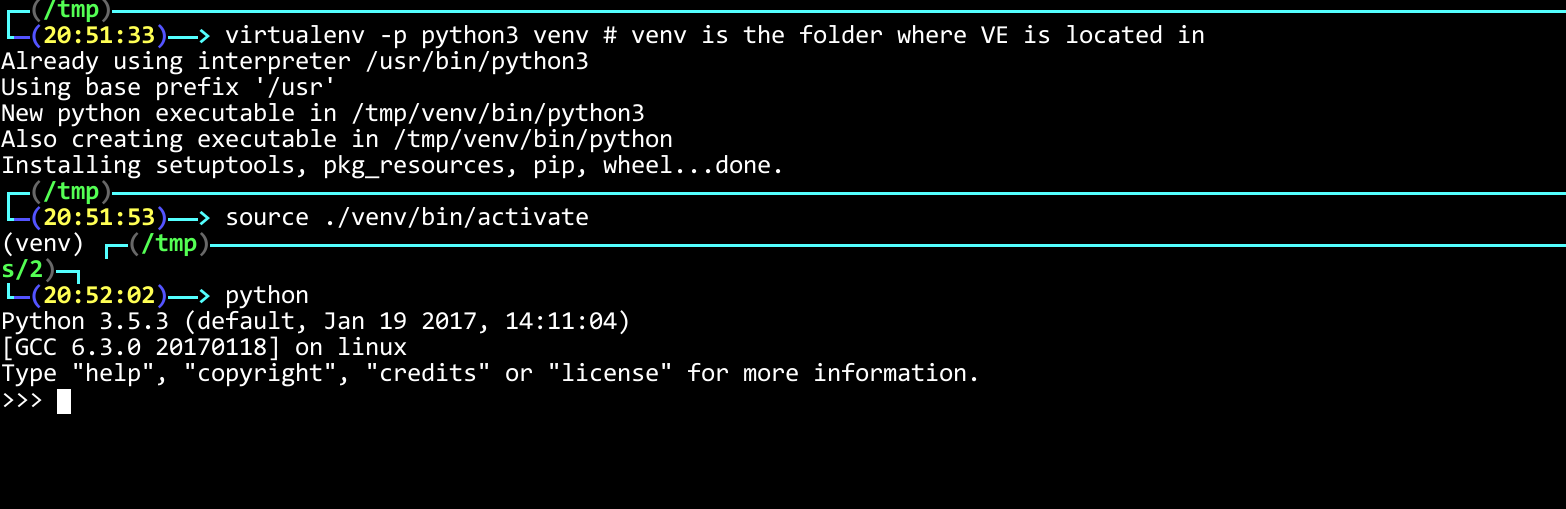 (/tmp)
(20:51:33)—> virtualenv -p python3 venv # venv is the folder where VE is located in
Already using interpreter /usr/bin/python3
Using base prefix '/usr'
New python executable in /tmp/venv/bin/python3
Also creating executable in /tmp/venv/bin/python
Installing setuptools, pkg_resources, pip, wheel...done.
(/tmp)
(20:51:53)—> source ./venv/bin/activate
(venv) (/tmp)
s/2)
(20:52:02)—> python
Python 3.5.3 (default, Jan 19 2017, 14:11:04)
[GCC 6.3.0 20170118] on linux
Type "help", "copyright", "credits" or "license" for more information.
>>>